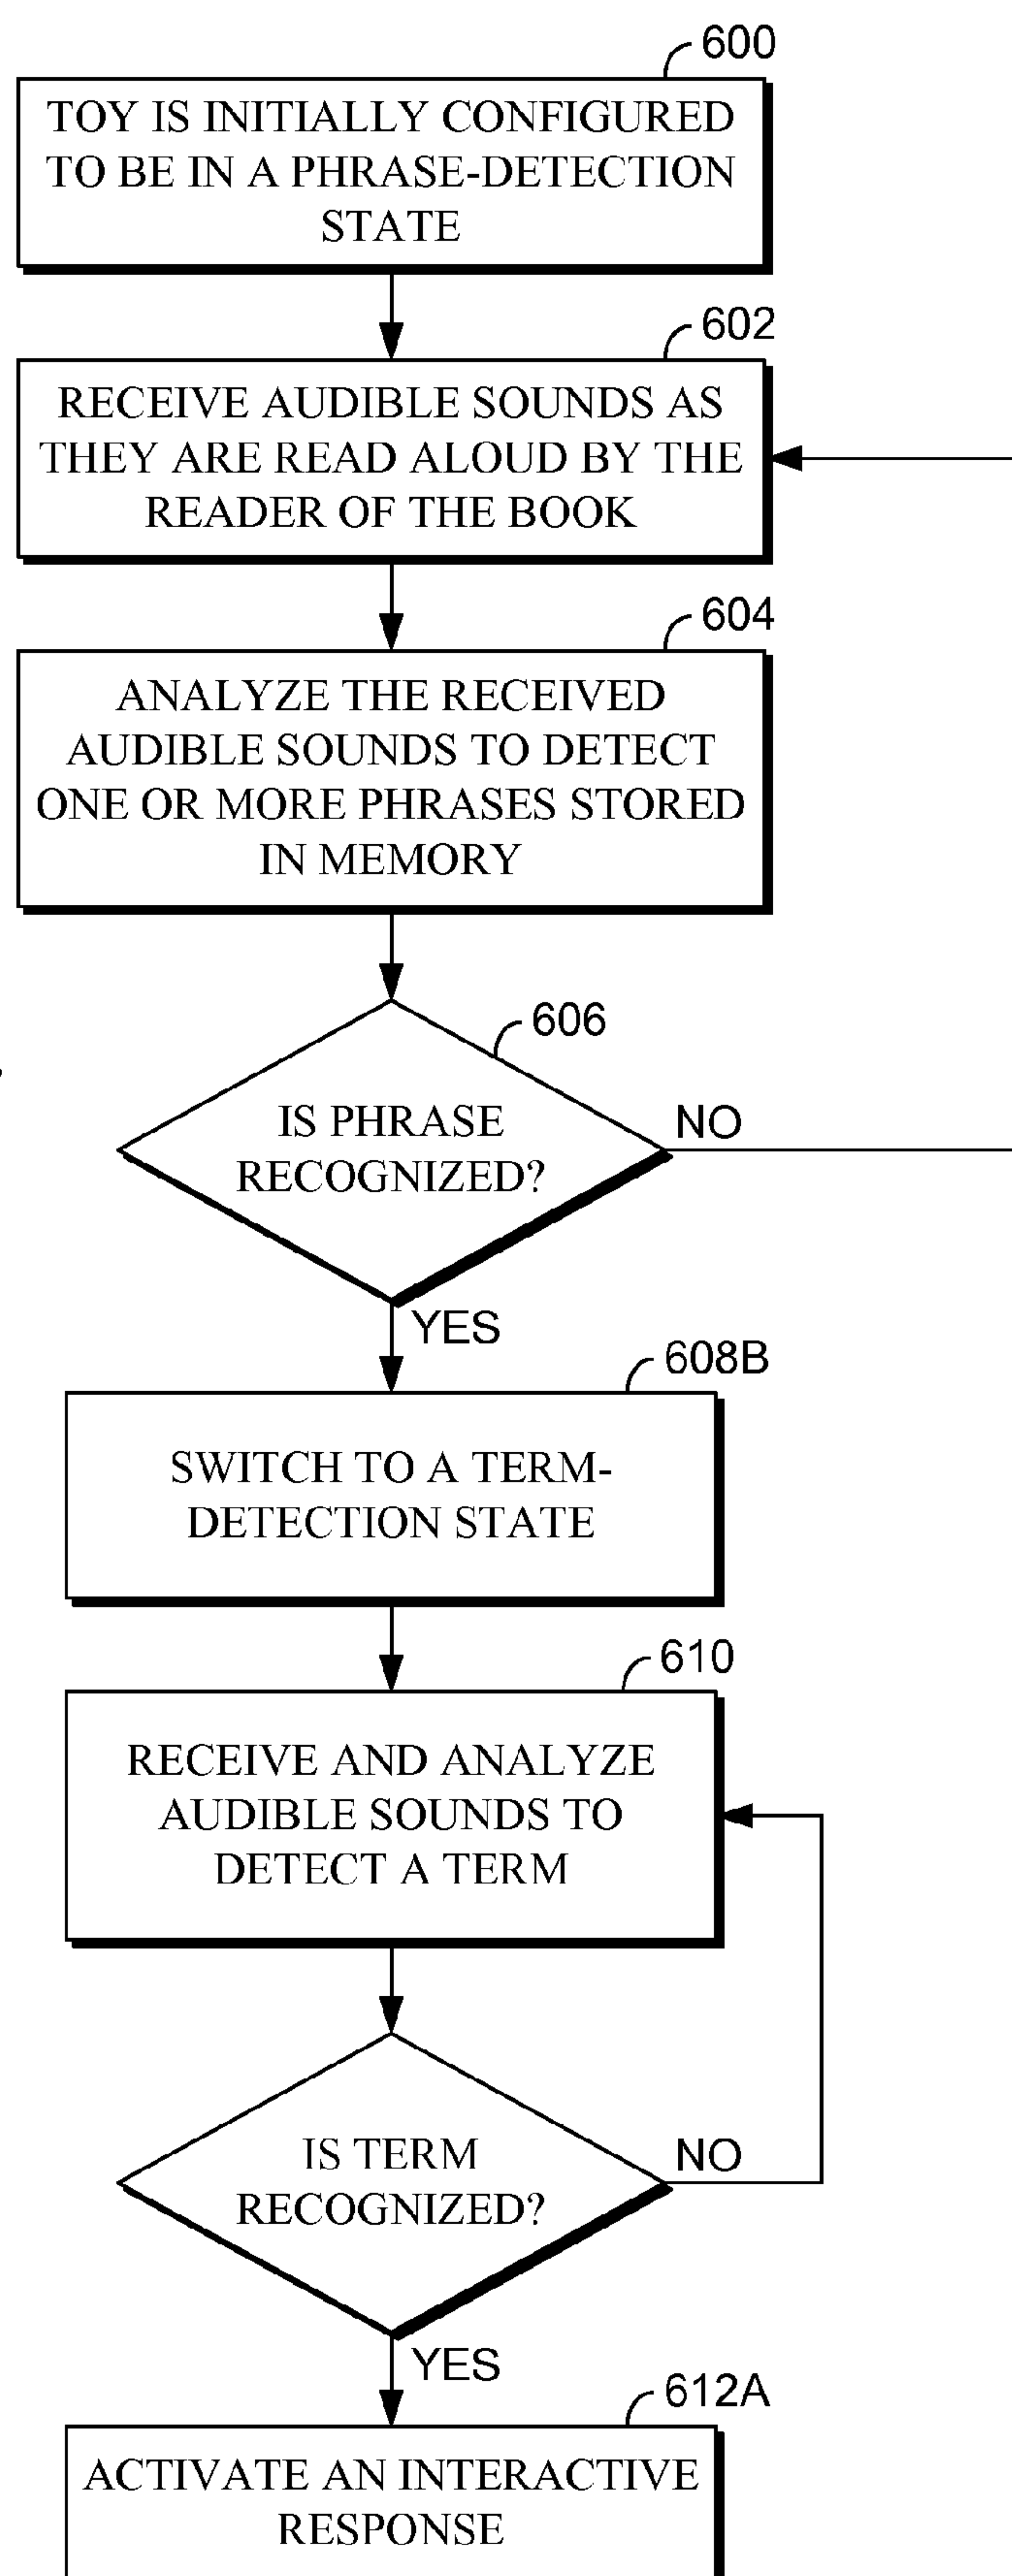 600
TOY IS INITIALLY CONFIGURED
TO BE IN A PHRASE-DETECTION
STATE
602
RECEIVE AUDIBLE SOUNDS AS
THEY ARE READ ALOUD BY THE
READER OF THE BOOK
604
ANALYZE THE RECEIVED
AUDIBLE SOUNDS TO DETECT
ONE OR MORE PHRASES STORED
IN MEMORY
606
IS PHRASE
RECOGNIZED?
NO
YES
608B
SWITCH TO A TERM-
DETECTION STATE
610
RECEIVE AND ANALYZE
AUDIBLE SOUNDS TO
DETECT A TERM
IS TERM
RECOGNIZED?
NO
YES
612A
ACTIVATE AN INTERACTIVE
RESPONSE